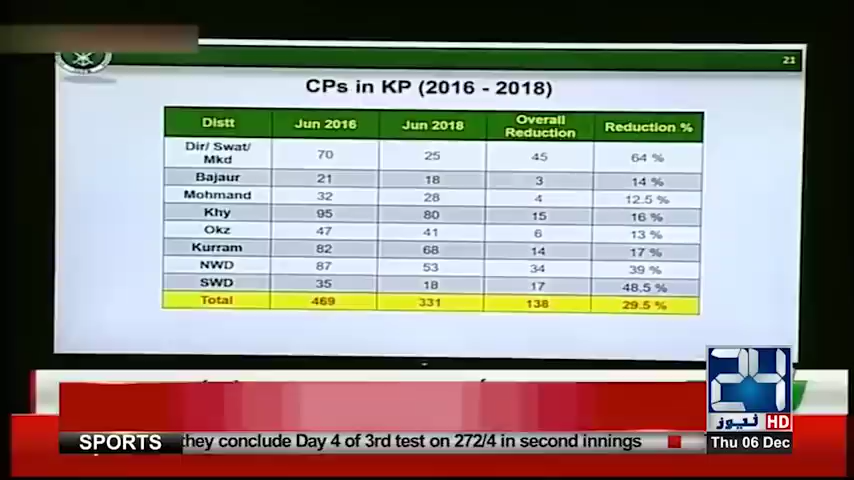 21
CPs in KP (2016 - 2018)
Distt Jun 2016 Jun 2018 Overall Reduction Reduction %
Dir/ Swat/ Mkd 70 25 45 64 %
Bajaur 21 18 3 14 %
Mohmand 32 28 4 12.5 %
Khy 95 80 15 16 %
Okz 47 41 6 13 %
Kurram 82 68 14 17 %
NWD 87 53 34 39 %
SWD 35 18 17 48.5 %
Total 469 331 138 29.5 %
24
نیوز HD
SPORTS they conclude Day 4 of 3rd test on 272/4 in second innings
Thu 06 Dec